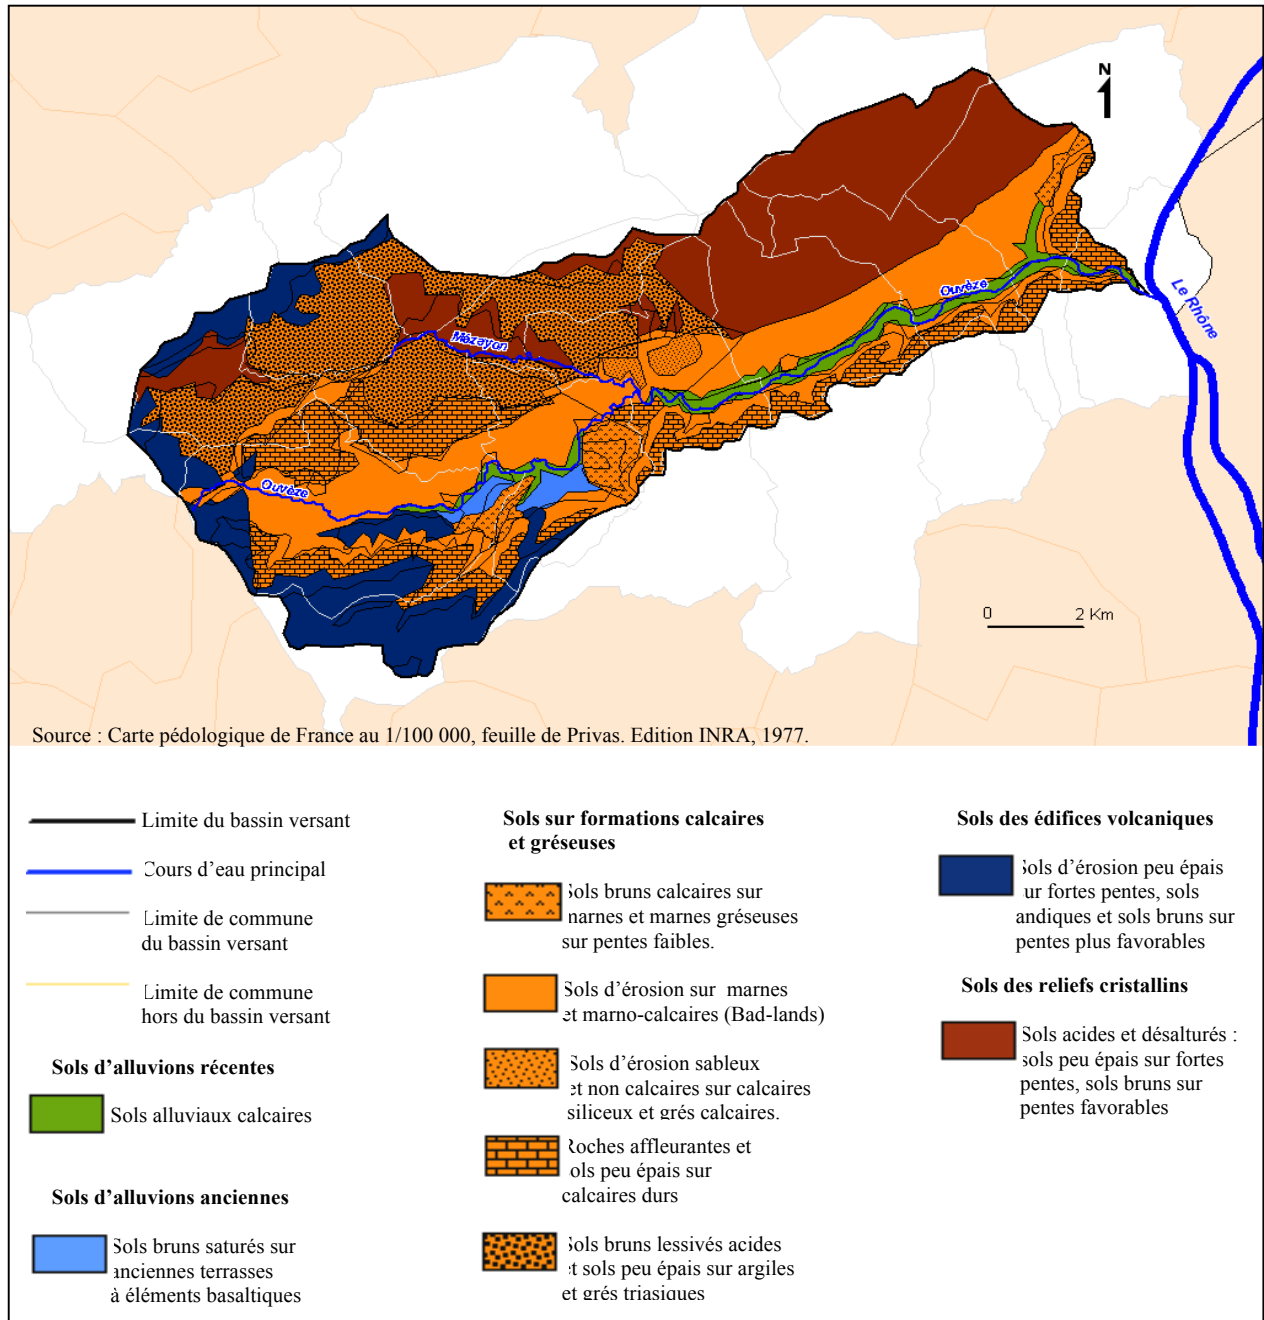 N
Le Rhône
Ouvèze
Mézayon
Ouvèze
0 2 Km
Source : Carte pédologique de France au 1/100 000, feuille de Privas. Edition INRA, 1977.
Limite du bassin versant
Cours d’eau principal
Limite de commune
du bassin versant
Limite de commune
hors du bassin versant
Sols d’alluvions récentes
Sols alluviaux calcaires
Sols d’alluvions anciennes
Sols bruns saturés sur
anciennes terrasses
à éléments basaltiques
Sols sur formations calcaires
et gréseuses
Sols bruns calcaires sur
marnes et marnes gréseuses
sur pentes faibles.
Sols d’érosion sur marnes
et marno-calcaires (Bad-lands)
Sols d’érosion sableux
et non calcaires sur calcaires
siliceux et grés calcaires.
Roches affleurantes et
sols peu épais sur
calcaires durs
Sols bruns lessivés acides
et sols peu épais sur argiles
et grés triasiques
Sols des édifices volcaniques
Sols d’érosion peu épais
sur fortes pentes, sols
andiques et sols bruns sur
pentes plus favorables
Sols des reliefs cristallins
Sols acides et désalturés :
sols peu épais sur fortes
pentes, sols bruns sur
pentes favorables